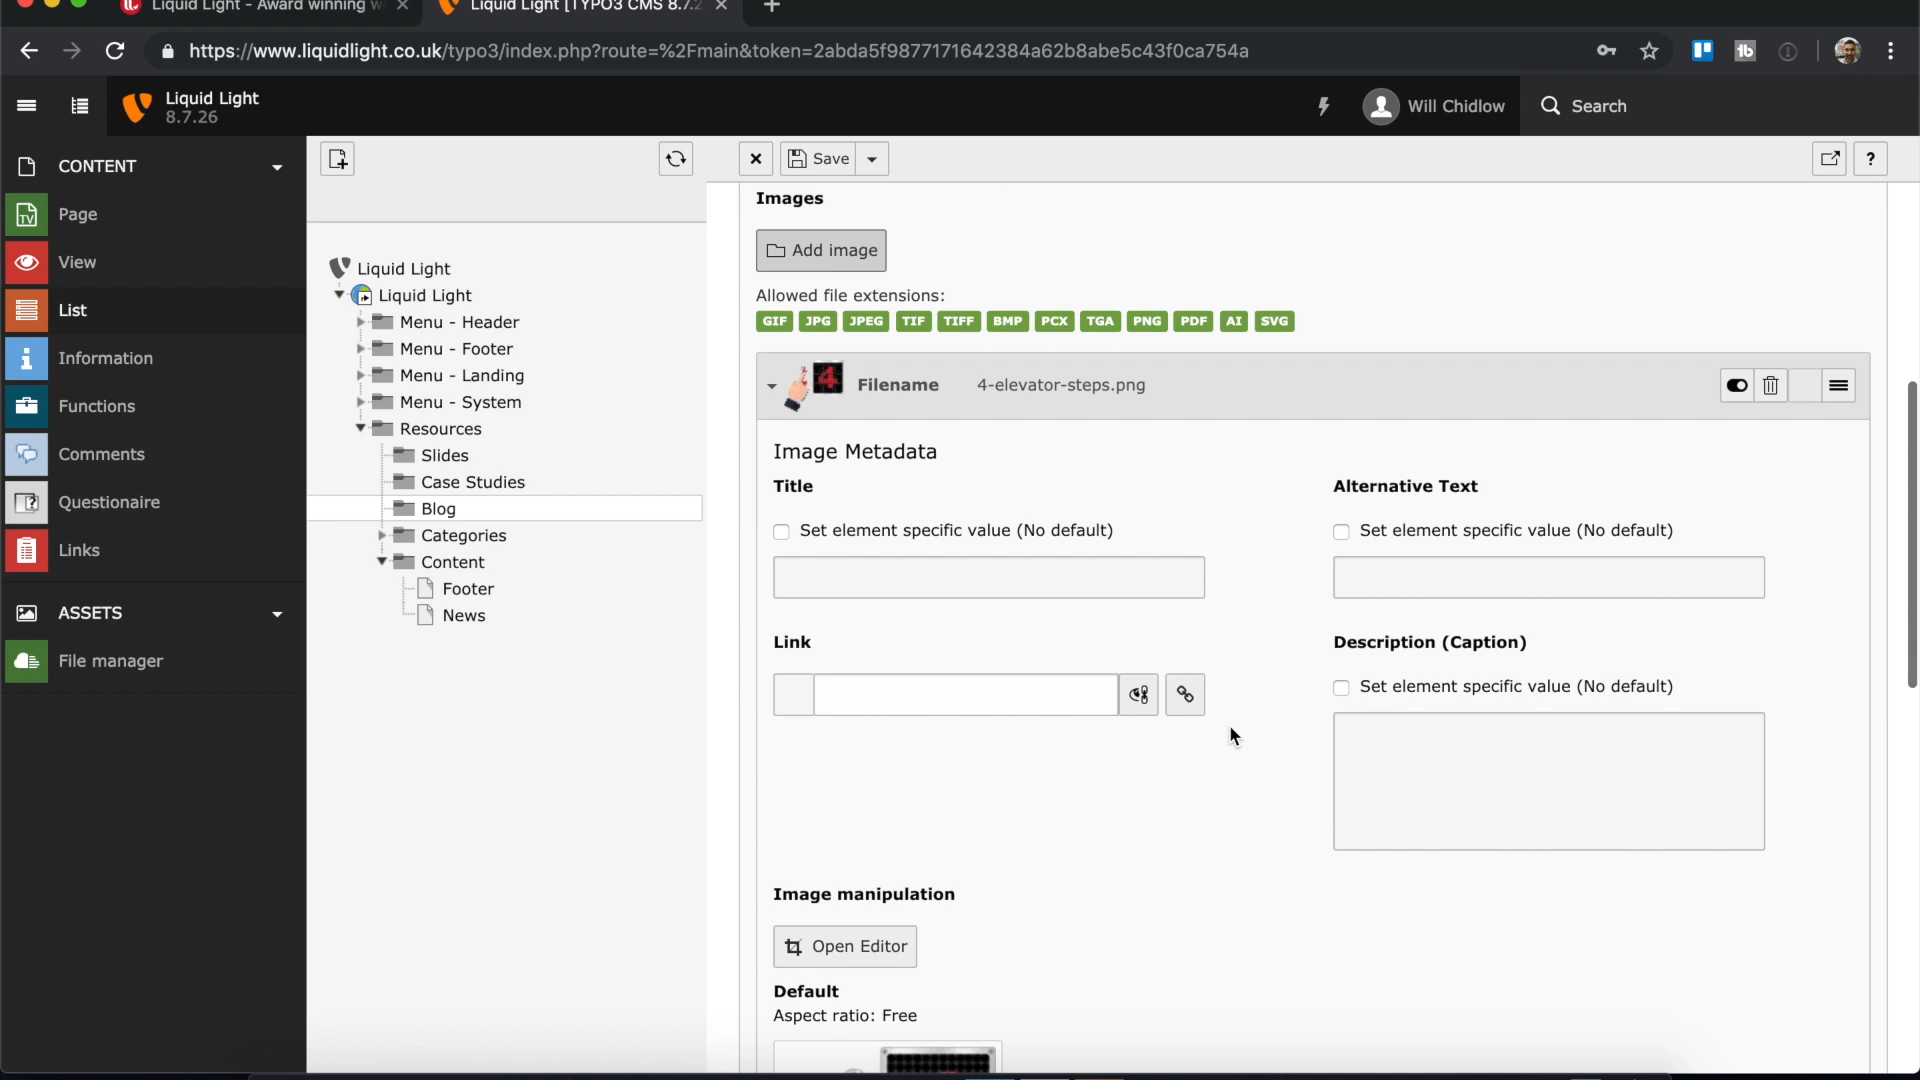 Liquid Light - Award winning w
Liquid Light [TYPO3 CMS 8.7.2
https://www.liquidlight.co.uk/typo3/index.php?route=%2Fmain&token=2abda5f9877171642384a62b8abe5c43f0ca754a
Liquid Light
8.7.26
Will Chidlow
Search
CONTENT
Page
View
List
Information
Functions
Comments
Questionaire
Links
ASSETS
File manager
Liquid Light
Liquid Light
Menu - Header
Menu - Footer
Menu - Landing
Menu - System
Resources
Slides
Case Studies
Blog
Categories
Content
Footer
News
Save
?
Images
Add image
Allowed file extensions:
GIF JPG JPEG TIF TIFF BMP PCX TGA PNG PDF AI SVG
Filename 4-elevator-steps.png
Image Metadata
Title
Set element specific value (No default)
Alternative Text
Set element specific value (No default)
Link
Description (Caption)
Set element specific value (No default)
Image manipulation
Open Editor
Default
Aspect ratio: Free